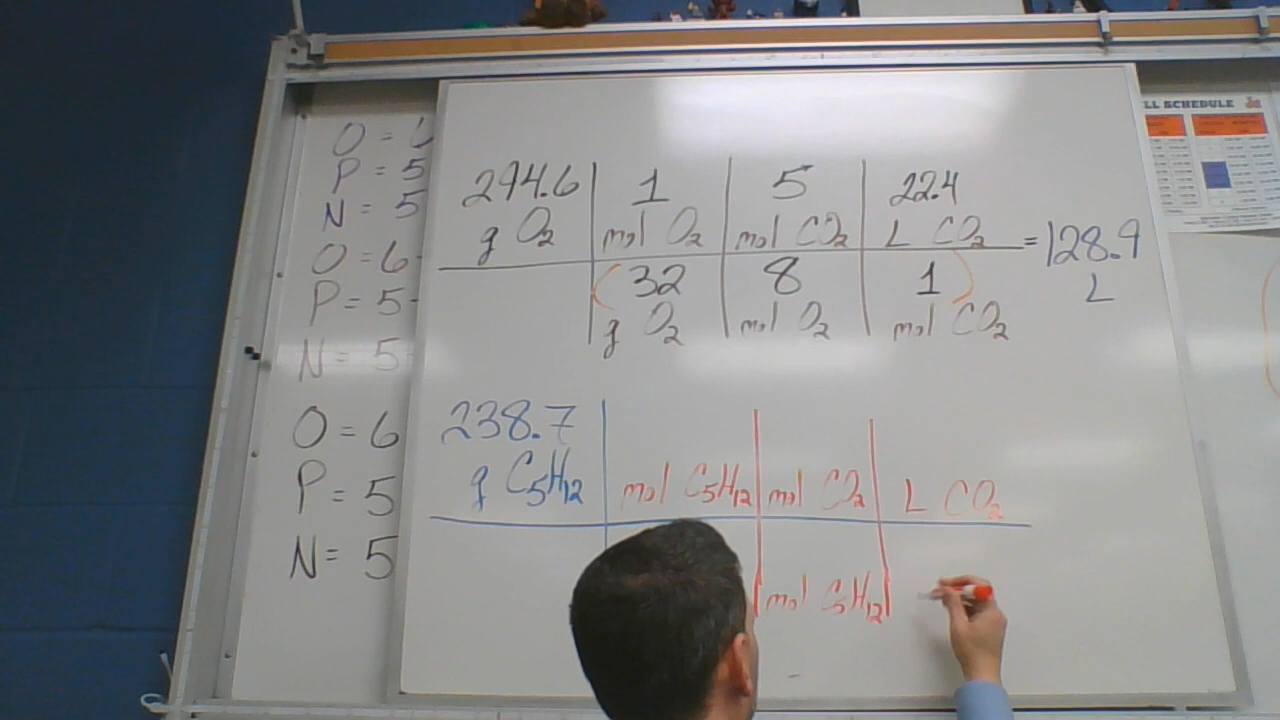 LL SCHEDULE
O =
P = 5
N = 5
O = 6
P = 5
N = 5
O = 6
P = 5
N = 5
294.6 1 5 22.4
g O2 mol O2 mol CO2 L CO2 = 128.9
32 8 1 L
g O2 mol O2 mol CO2
238.7
g C5H12 mol C5H12 mol CO2 L CO2
mol C5H12